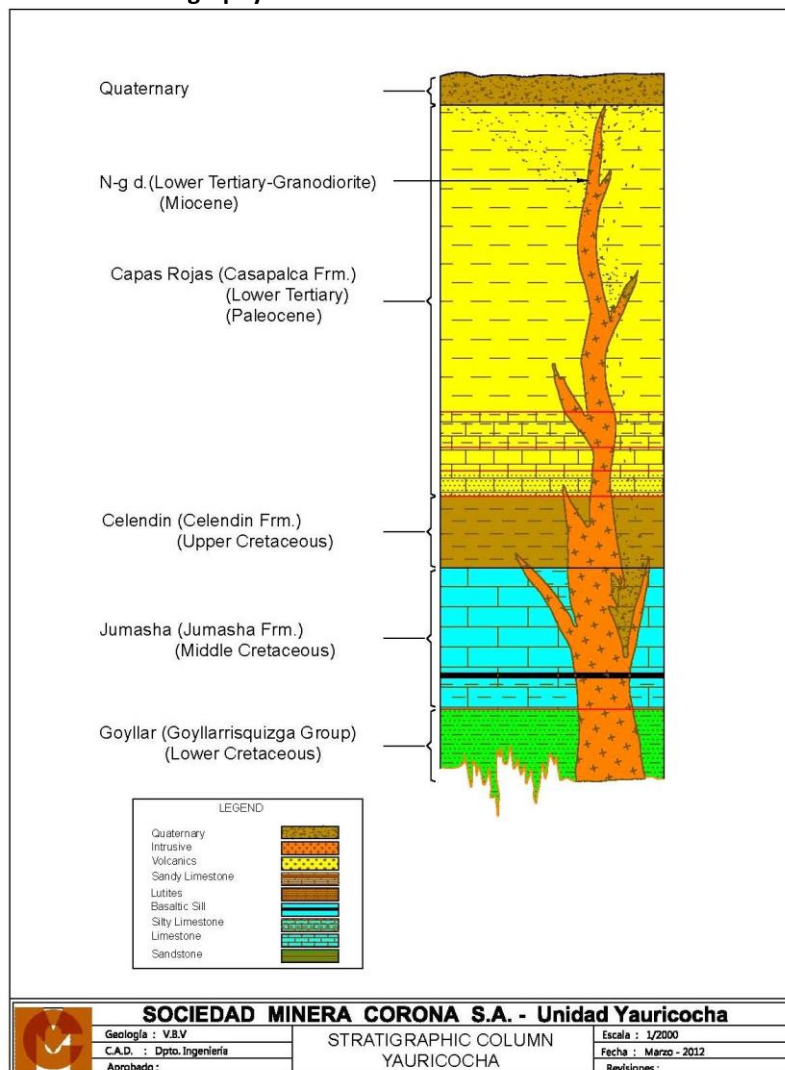 Quaternary
N-g d.(Lower Tertiary-Granodiorite)
(Miocene)
Capas Rojas (Casapalca Frm.)
(Lower Tertiary)
(Paleocene)
Celendin (Celendin Frm.)
(Upper Cretaceous)
Jumasha (Jumasha Frm.)
(Middle Cretaceous)
Goyllar (Goyllarrisquizga Group)
(Lower Cretaceous)
LEGEND
Quaternary
Intrusive
Volcanics
Sandy Limestone
Lutites
Basaltic Sill
Silty Limestone
Limestone
Sandstone
SOCIEDAD MINERA CORONA S.A. - Unidad Yauricocha
Geología : V.B.V
C.A.D. : Dpto. Ingeniería
Aprobado :
STRATIGRAPHIC COLUMN
YAURICOCHA
Escala : 1/2000
Fecha : Marzo - 2012
Revisiones :